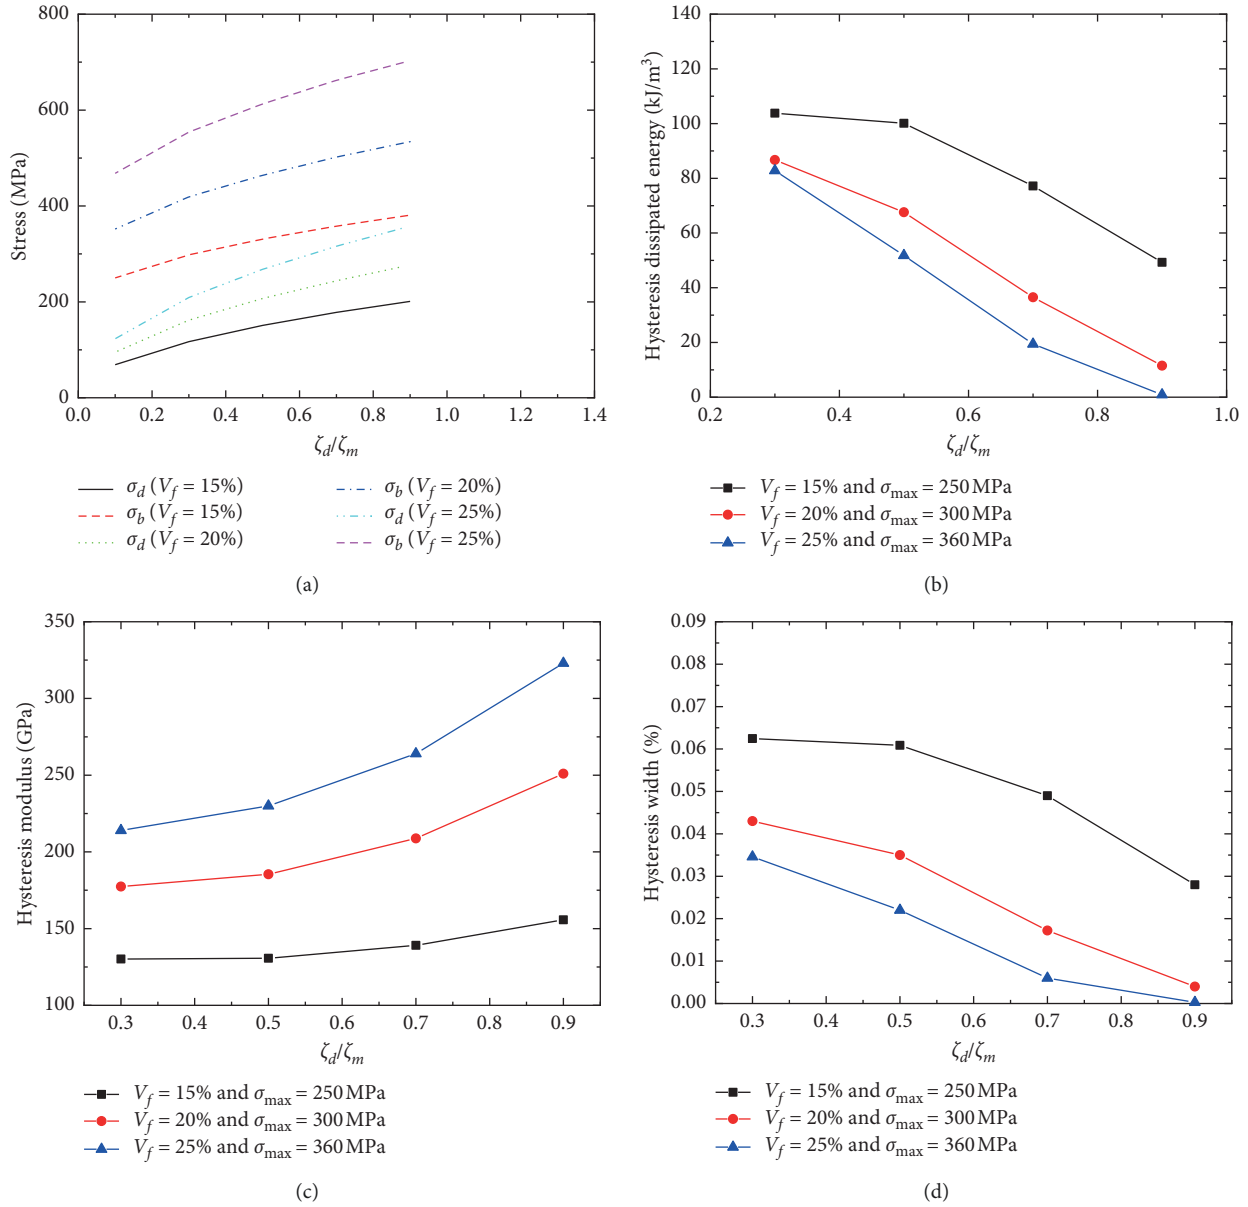 800
600
400
200
0
Stress (MPa)
0.0 0.2 0.4 0.6 0.8 1.0 1.2 1.4
ζd/ζm
σd (Vf = 15%)
σb (Vf = 15%)
σd (Vf = 20%)
σb (Vf = 20%)
σd (Vf = 25%)
σb (Vf = 25%)
(a)
140
120
100
80
60
40
20
0
Hysteresis dissipated energy (kJ/m³)
0.2 0.4 0.6 0.8 1.0
ζd/ζm
Vf = 15% and σmax = 250 MPa
Vf = 20% and σmax = 300 MPa
Vf = 25% and σmax = 360 MPa
(b)
350
300
250
200
150
100
Hysteresis modulus (GPa)
0.3 0.4 0.5 0.6 0.7 0.8 0.9
ζd/ζm
Vf = 15% and σmax = 250 MPa
Vf = 20% and σmax = 300 MPa
Vf = 25% and σmax = 360 MPa
(c)
0.09
0.08
0.07
0.06
0.05
0.04
0.03
0.02
0.01
0.00
Hysteresis width (%)
0.3 0.4 0.5 0.6 0.7 0.8 0.9
ζd/ζm
Vf = 15% and σmax = 250 MPa
Vf = 20% and σmax = 300 MPa
Vf = 25% and σmax = 360 MPa
(d)